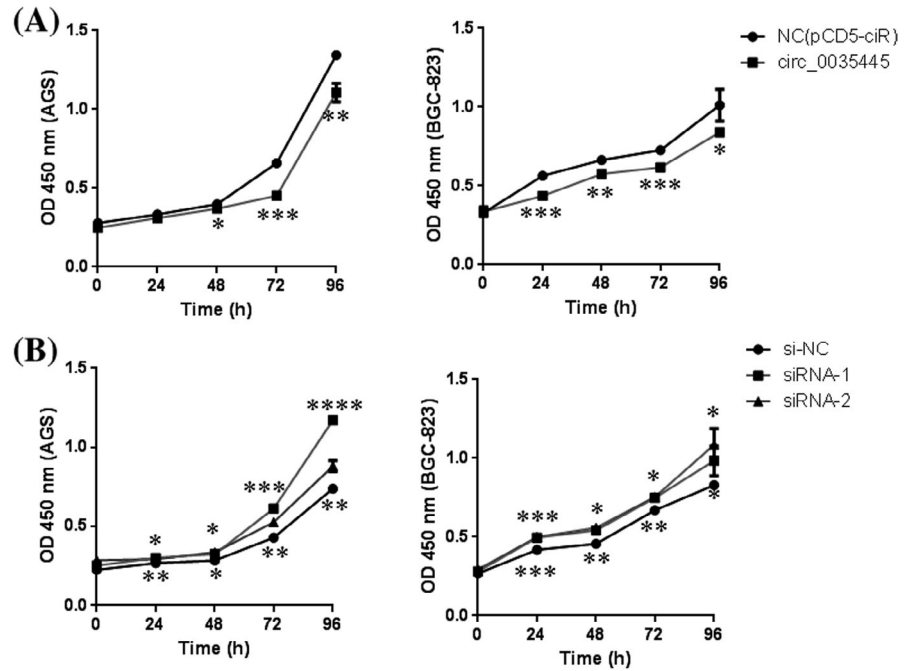 (A)
OD 450 nm (AGS)
1.5
1.0
0.5
0.0
**
*
***
0 24 48 72 96
Time (h)
OD 450 nm (BGC-823)
1.5
1.0
0.5
0.0
***
**
***
*
0 24 48 72 96
Time (h)
NC(pCD5-ciR)
circ_0035445
(B)
OD 450 nm (AGS)
1.5
1.0
0.5
0.0
****
***
* *
**
** * **
0 24 48 72 96
Time (h)
OD 450 nm (BGC-823)
1.5
1.0
0.5
0.0
*
*
*** *
*
**
*** **
0 24 48 72 96
Time (h)
si-NC
siRNA-1
siRNA-2